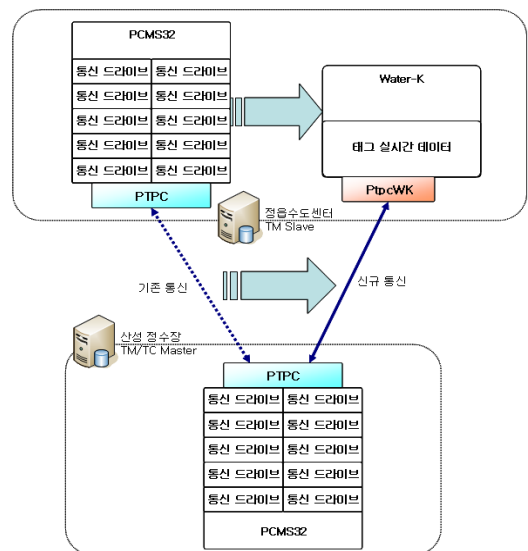 PCMS32
통신 드라이브 통신 드라이브
통신 드라이브 통신 드라이브
통신 드라이브 통신 드라이브
통신 드라이브 통신 드라이브
통신 드라이브 통신 드라이브
PTPC
Water-K
태그 실시간 데이터
PtpcWK
정읍수도센터
TM Slave
기존 통신
신규 통신
산성 정수장
TM/TC Master
PTPC
통신 드라이브 통신 드라이브
통신 드라이브 통신 드라이브
통신 드라이브 통신 드라이브
통신 드라이브 통신 드라이브
통신 드라이브 통신 드라이브
PCMS32